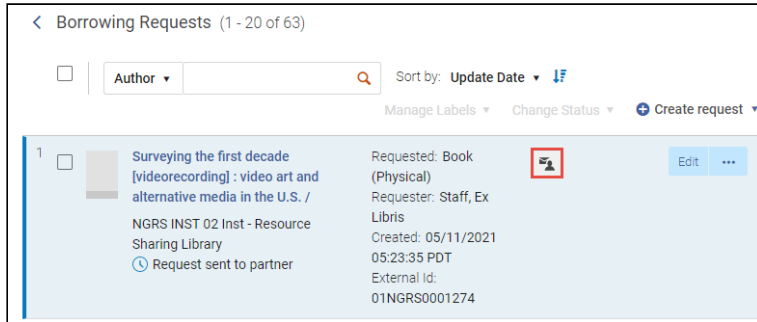 Borrowing Requests (1 - 20 of 63)
Author
Sort by: Update Date
Manage Labels
Change Status
Create request
1
Surveying the first decade
[videorecording] : video art and
alternative media in the U.S. /
NGRS INST 02 Inst - Resource
Sharing Library
Request sent to partner
Requested: Book
(Physical)
Requester: Staff, Ex
Libris
Created: 05/11/2021
05:23:35 PDT
External Id:
01NGRS0001274
Edit